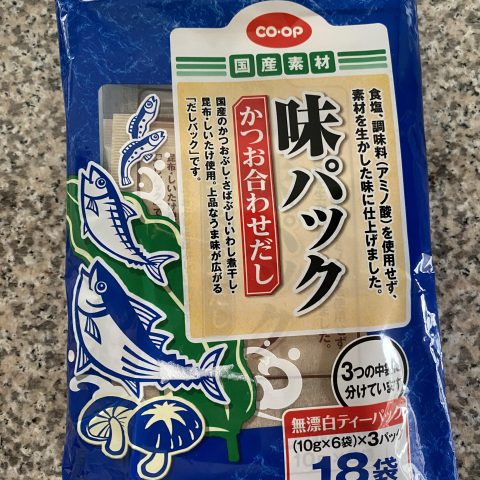 CO·OP
国産素材
食塩、調味料(アミノ酸)を使用せず、
素材を生かした味に仕上げました。
味パック
かつお合わせだし
国産のかつおぶし・さばぶし・いわし煮干し・
昆布・しいたけ使用。上品なうま味が広がる
「だしパック」です。
3つの中袋に
分けています
無漂白ティーバック
(10g×6袋)×3パック
18袋